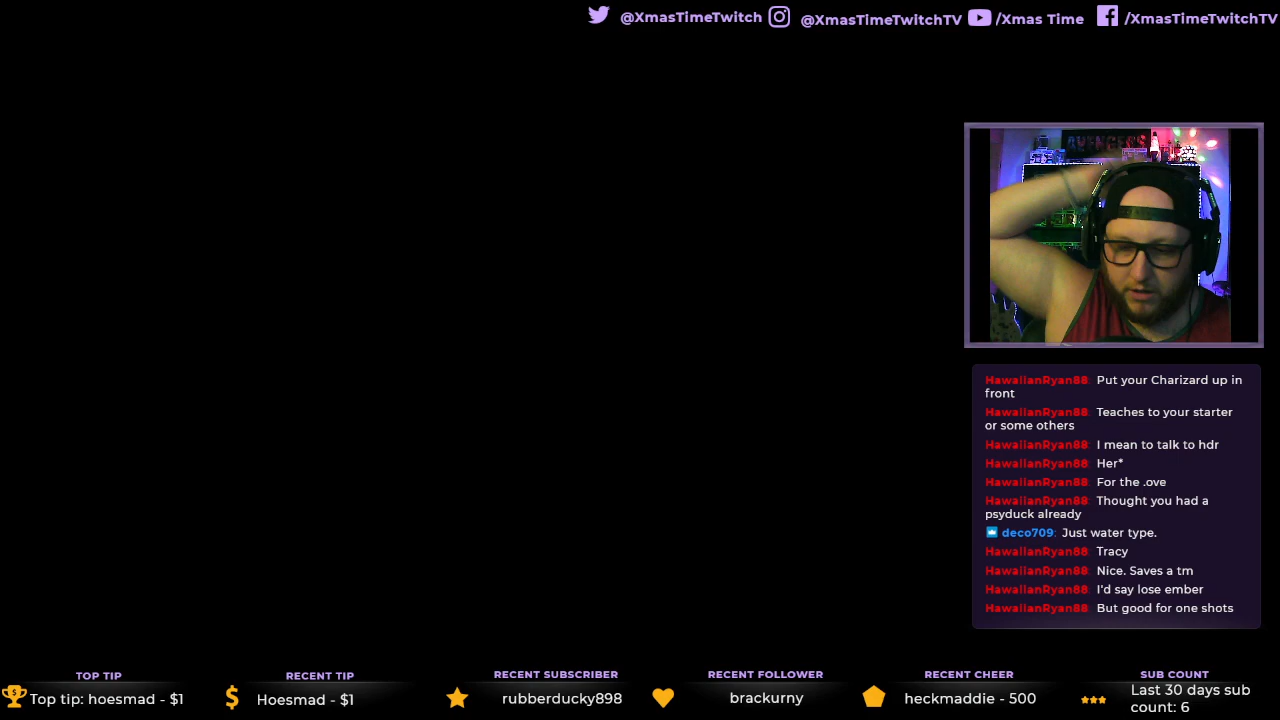 @XmasTimeTwitch @XmasTimeTwitchTV /Xmas Time /XmasTimeTwitchTV
AVENGERS
HawaiianRyan88: Put your Charizard up in
front
HawaiianRyan88: Teaches to your starter
or some others
HawaiianRyan88: I mean to talk to hdr
HawaiianRyan88: Her*
HawaiianRyan88: For the .ove
HawaiianRyan88: Thought you had a
psyduck already
deco709: Just water type.
HawaiianRyan88: Tracy
HawaiianRyan88: Nice. Saves a tm
HawaiianRyan88: I'd say lose ember
HawaiianRyan88: But good for one shots
TOP TIP
Top tip: hoesmad - $1
RECENT TIP
Hoesmad - $1
RECENT SUBSCRIBER
rubberducky898
RECENT FOLLOWER
brackurny
RECENT CHEER
heckmaddie - 500
SUB COUNT
Last 30 days sub
count: 6